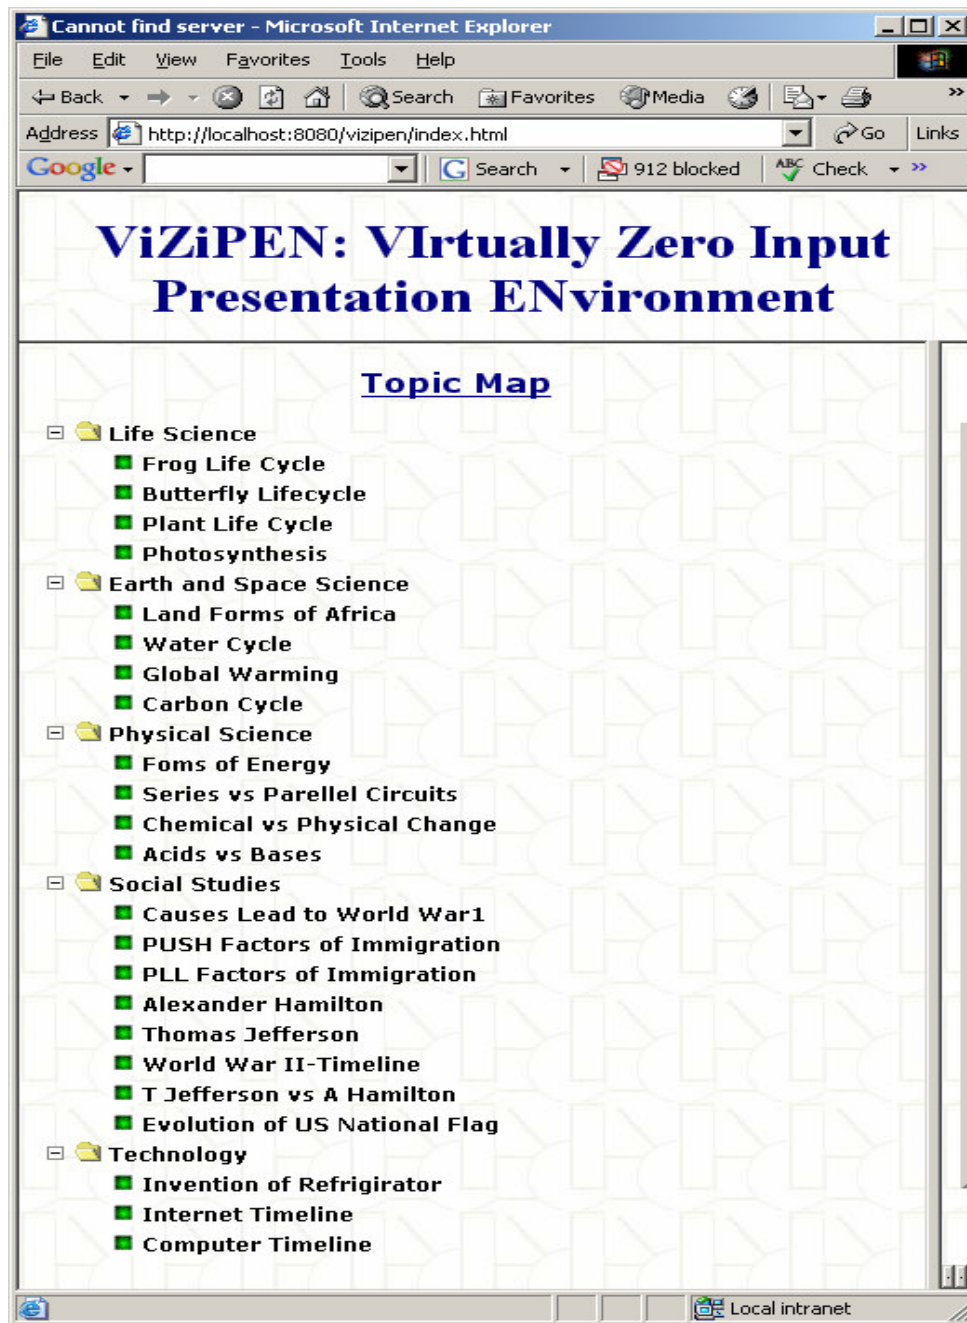 Cannot find server - Microsoft Internet Explorer
File Edit View Favorites Tools Help
Back Search Favorites Media »
Address http://localhost:8080/vizipen/index.html Go Links
Google G Search 912 blocked ABC Check »
ViZiPEN: VIrtually Zero Input
Presentation ENvironment
Topic Map
Life Science
Frog Life Cycle
Butterfly Lifecycle
Plant Life Cycle
Photosynthesis
Earth and Space Science
Land Forms of Africa
Water Cycle
Global Warming
Carbon Cycle
Physical Science
Foms of Energy
Series vs Parellel Circuits
Chemical vs Physical Change
Acids vs Bases
Social Studies
Causes Lead to World War1
PUSH Factors of Immigration
PLL Factors of Immigration
Alexander Hamilton
Thomas Jefferson
World War II-Timeline
T Jefferson vs A Hamilton
Evolution of US National Flag
Technology
Invention of Refrigirator
Internet Timeline
Computer Timeline
Local intranet